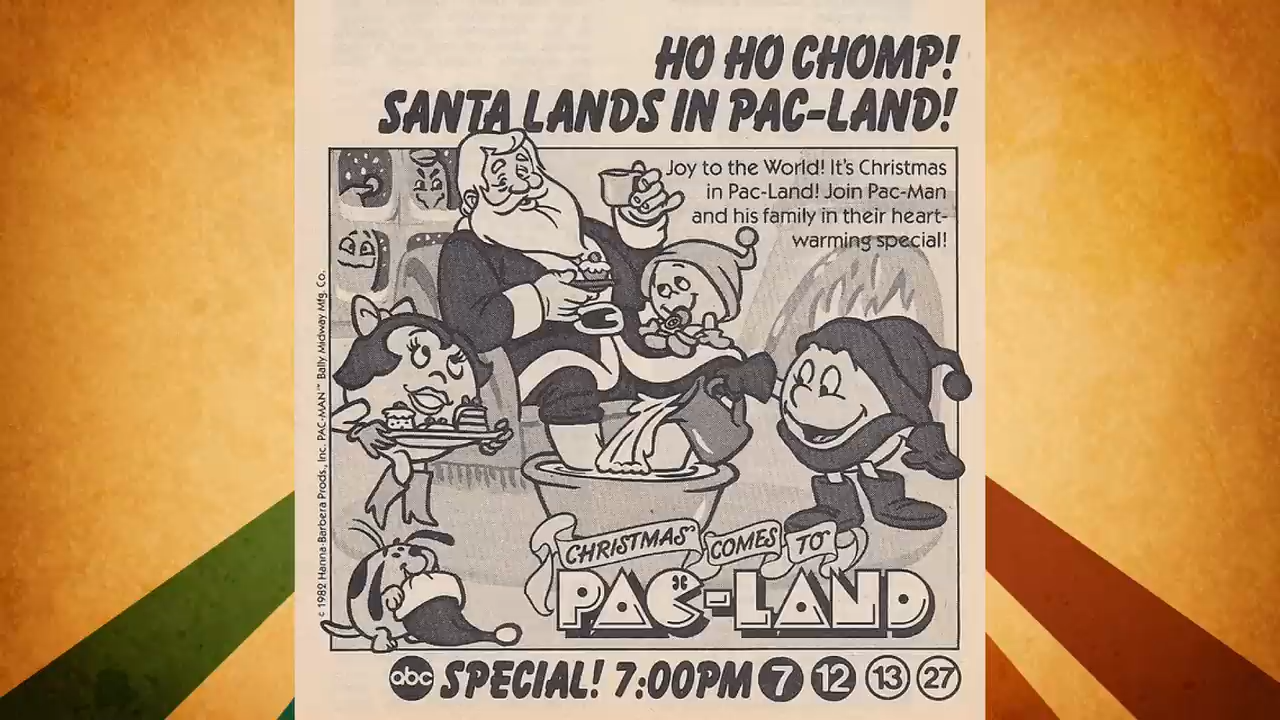 HO HO CHOMP!
SANTA LANDS IN PAC-LAND!
Joy to the World! It's Christmas
in Pac-Land! Join Pac-Man
and his family in their heart-
warming special!
© 1982 Hanna-Barbera Prods., Inc. PAC-MAN™ Bally Midway Mfg. Co.
CHRISTMAS COMES TO
PAC-LAND
abc SPECIAL! 7:00PM 7 12 13 27